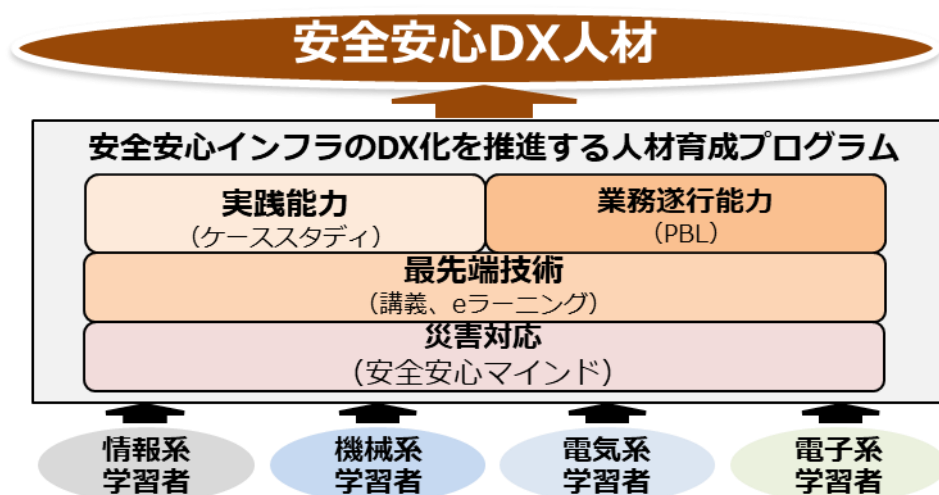 安全安心DX人材
安全安心インフラのDX化を推進する人材育成プログラム
実践能力
（ケーススタディ）
業務遂行能力
（PBL）
最先端技術
（講義、eラーニング）
災害対応
（安全安心マインド）
情報系
学習者
機械系
学習者
電気系
学習者
電子系
学習者